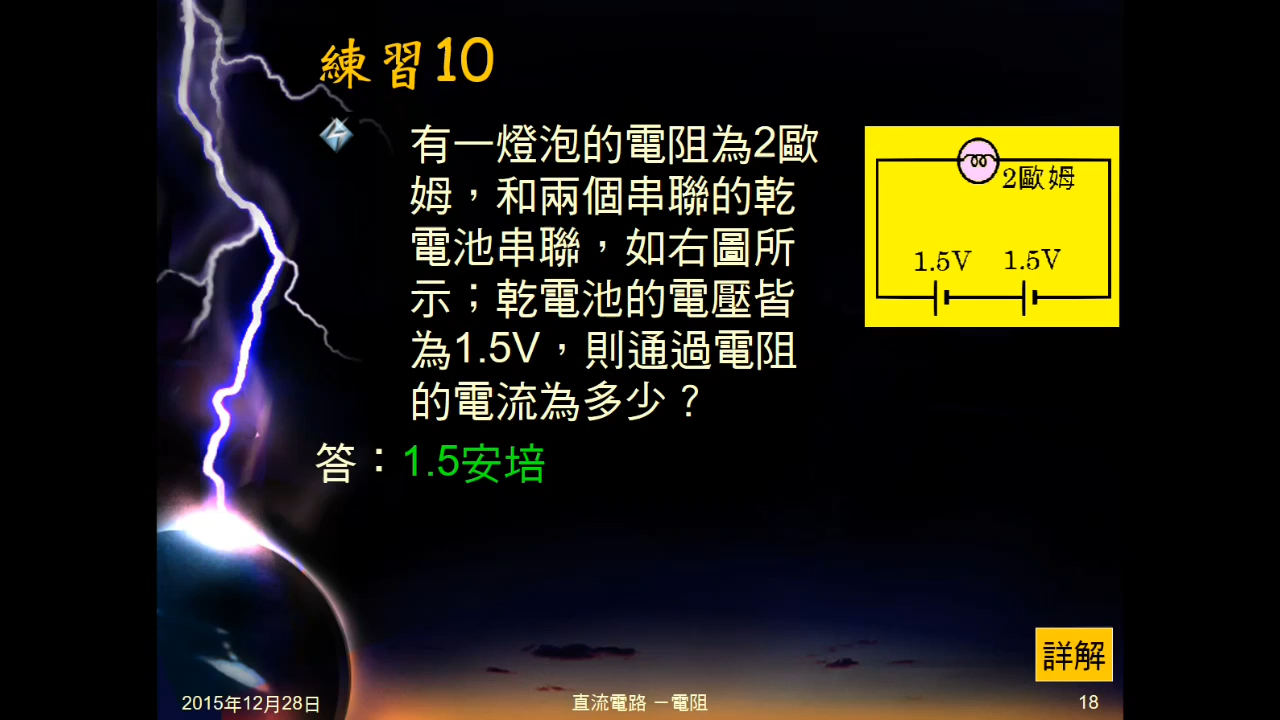 練習10
有一燈泡的電阻為2歐
姆，和兩個串聯的乾
電池串聯，如右圖所
示；乾電池的電壓皆
為1.5V，則通過電阻
的電流為多少？
答：1.5安培
2歐姆
1.5V 1.5V
詳解
2015年12月28日 直流電路 －電阻 18